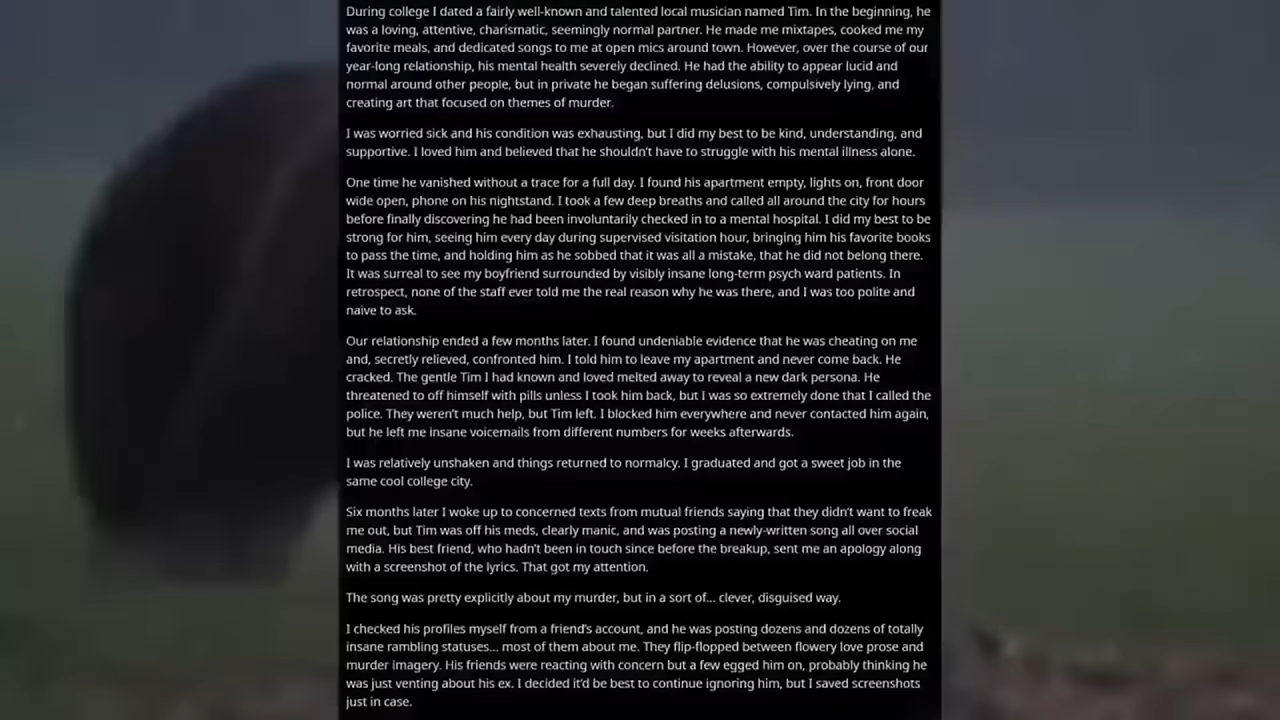 During college I dated a fairly well-known and talented local musician named Tim. In the beginning, he
was a loving, attentive, charismatic, seemingly normal partner. He made me mixtapes, cooked me my
favorite meals, and dedicated songs to me at open mics around town. However, over the course of our
year-long relationship, his mental health severely declined. He had the ability to appear lucid and
normal around other people, but in private he began suffering delusions, compulsively lying, and
creating art that focused on themes of murder.
I was worried sick and his condition was exhausting, but I did my best to be kind, understanding, and
supportive. I loved him and believed that he shouldn't have to struggle with his mental illness alone.
One time he vanished without a trace for a full day. I found his apartment empty, lights on, front door
wide open, phone on his nightstand. I took a few deep breaths and called all around the city for hours
before finally discovering he had been involuntarily checked in to a mental hospital. I did my best to be
strong for him, seeing him every day during supervised visitation hour, bringing him his favorite books
to pass the time, and holding him as he sobbed that it was all a mistake, that he did not belong there.
It was surreal to see my boyfriend surrounded by visibly insane long-term psych ward patients. In
retrospect, none of the staff ever told me the real reason why he was there, and I was too polite and
naive to ask.
Our relationship ended a few months later. I found undeniable evidence that he was cheating on me
and, secretly relieved, confronted him. I told him to leave my apartment and never come back. He
cracked. The gentle Tim I had known and loved melted away to reveal a new dark persona. He
threatened to off himself with pills unless I took him back, but I was so extremely done that I called the
police. They weren't much help, but Tim left. I blocked him everywhere and never contacted him again,
but he left me insane voicemails from different numbers for weeks afterwards.
I was relatively unshaken and things returned to normalcy. I graduated and got a sweet job in the
same cool college city.
Six months later I woke up to concerned texts from mutual friends saying that they didn't want to freak
me out, but Tim was off his meds, clearly manic, and was posting a newly-written song all over social
media. His best friend, who hadn't been in touch since before the breakup, sent me an apology along
with a screenshot of the lyrics. That got my attention.
The song was pretty explicitly about my murder, but in a sort of... clever, disguised way.
I checked his profiles myself from a friend's account, and he was posting dozens and dozens of totally
insane rambling statuses... most of them about me. They flip-flopped between flowery love prose and
murder imagery. His friends were reacting with concern but a few egged him on, probably thinking he
was just venting about his ex. I decided it'd be best to continue ignoring him, but I saved screenshots
just in case.